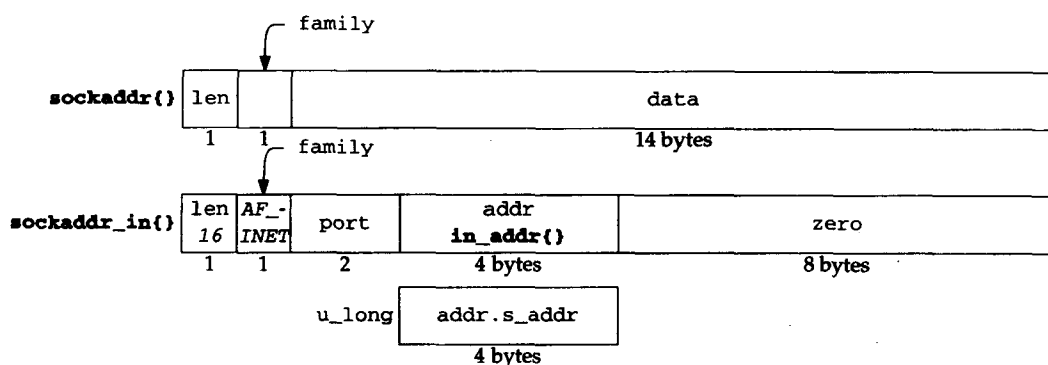 family
sockaddr{} len data
1 1 14 bytes
family
sockaddr_in{} len 16 AF_-INET port addr in_addr{} zero
1 1 2 4 bytes 8 bytes
u_long addr.s_addr
4 bytes